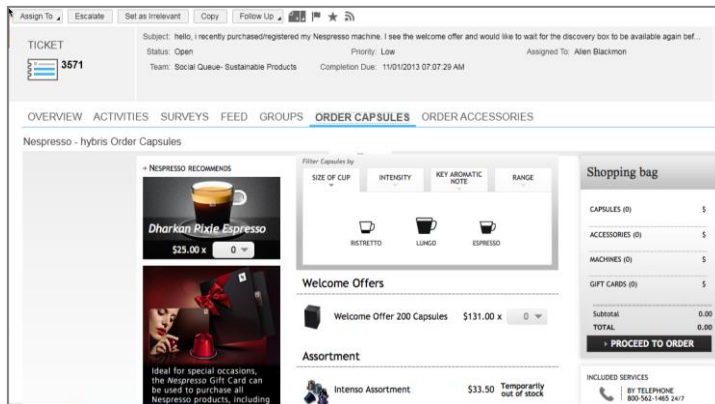 Assign To
Escalate
Set as Irrelevant
Copy
Follow Up
TICKET
3571
Subject: hello, i recently purchased/registered my Nespresso machine. I see the welcome offer and would like to wait for the discovery box to be available again bef...
Status: Open
Priority: Low
Assigned To: Allen Blackmon
Team: Social Queue- Sustainable Products
Completion Due: 11/01/2013 07:07:29 AM
OVERVIEW ACTIVITIES SURVEYS FEED GROUPS ORDER CAPSULES ORDER ACCESSORIES
Nespresso - hybris Order Capsules
NESPRESSO RECOMMENDS
Dharkan Pixie Espresso
$25.00 x 0
Ideal for special occasions,
the Nespresso Gift Card can
be used to purchase all
Nespresso products, including
Filter Capsules by
SIZE OF CUP
INTENSITY
KEY AROMATIC
NOTE
RANGE
RISTRETTO
LUNGO
ESPRESSO
Welcome Offers
Welcome Offer 200 Capsules $131.00 x 0
Assortment
Intenso Assortment $33.50 Temporarily
out of stock
Shopping bag
CAPSULES (0) $
ACCESSORIES (0) $
MACHINES (0) $
GIFT CARDS (0) $
Subtotal 0.00
TOTAL 0.00
PROCEED TO ORDER
INCLUDED SERVICES
BY TELEPHONE
800-562-1465 24/7